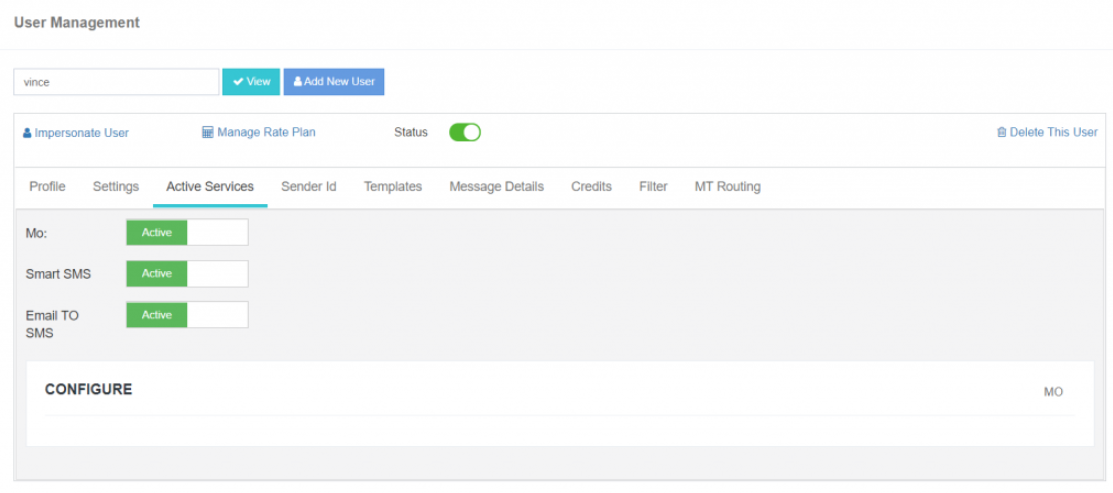 User Management
vince View Add New User
Impersonate User Manage Rate Plan Status Delete This User
Profile Settings Active Services Sender Id Templates Message Details Credits Filter MT Routing
Mo: Active
Smart SMS Active
Email TO Active
SMS
CONFIGURE MO